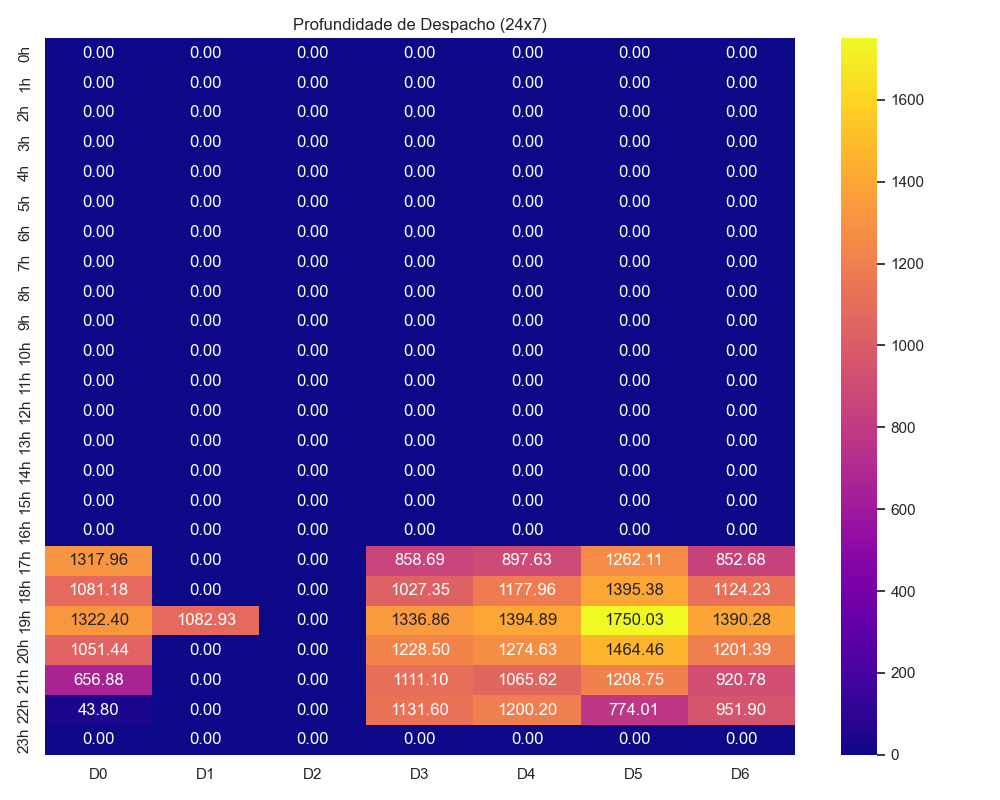 Profundidade de Despacho (24x7)
0h 0.00 0.00 0.00 0.00 0.00 0.00 0.00
1h 0.00 0.00 0.00 0.00 0.00 0.00 0.00
2h 0.00 0.00 0.00 0.00 0.00 0.00 0.00
3h 0.00 0.00 0.00 0.00 0.00 0.00 0.00
4h 0.00 0.00 0.00 0.00 0.00 0.00 0.00
5h 0.00 0.00 0.00 0.00 0.00 0.00 0.00
6h 0.00 0.00 0.00 0.00 0.00 0.00 0.00
7h 0.00 0.00 0.00 0.00 0.00 0.00 0.00
8h 0.00 0.00 0.00 0.00 0.00 0.00 0.00
9h 0.00 0.00 0.00 0.00 0.00 0.00 0.00
10h 0.00 0.00 0.00 0.00 0.00 0.00 0.00
11h 0.00 0.00 0.00 0.00 0.00 0.00 0.00
12h 0.00 0.00 0.00 0.00 0.00 0.00 0.00
13h 0.00 0.00 0.00 0.00 0.00 0.00 0.00
14h 0.00 0.00 0.00 0.00 0.00 0.00 0.00
15h 0.00 0.00 0.00 0.00 0.00 0.00 0.00
16h 0.00 0.00 0.00 0.00 0.00 0.00 0.00
17h 1317.96 0.00 0.00 858.69 897.63 1262.11 852.68
18h 1081.18 0.00 0.00 1027.35 1177.96 1395.38 1124.23
19h 1322.40 1082.93 0.00 1336.86 1394.89 1750.03 1390.28
20h 1051.44 0.00 0.00 1228.50 1274.63 1464.46 1201.39
21h 656.88 0.00 0.00 1111.10 1065.62 1208.75 920.78
22h 43.80 0.00 0.00 1131.60 1200.20 774.01 951.90
23h 0.00 0.00 0.00 0.00 0.00 0.00 0.00
D0 D1 D2 D3 D4 D5 D6
1600
1400
1200
1000
800
600
400
200
0